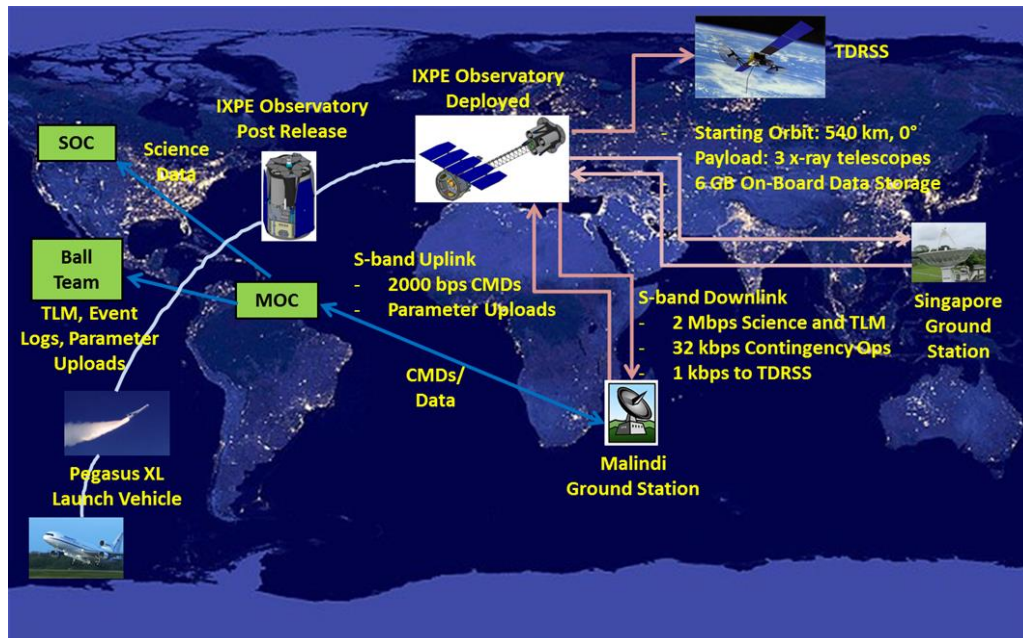 TDRSS
IXPE Observatory
Deployed
IXPE Observatory
Post Release
SOC
Science
Data
- Starting Orbit: 540 km, 0°
- Payload: 3 x-ray telescopes
- 6 GB On-Board Data Storage
Ball
Team
MOC
S-band Uplink
- 2000 bps CMDs
- Parameter Uploads
TLM, Event
Logs, Parameter
Uploads
S-band Downlink
- 2 Mbps Science and TLM
- 32 kbps Contingency Ops
- 1 kbps to TDRSS
Singapore
Ground
Station
CMDs/
Data
Malindi
Ground Station
Pegasus XL
Launch Vehicle